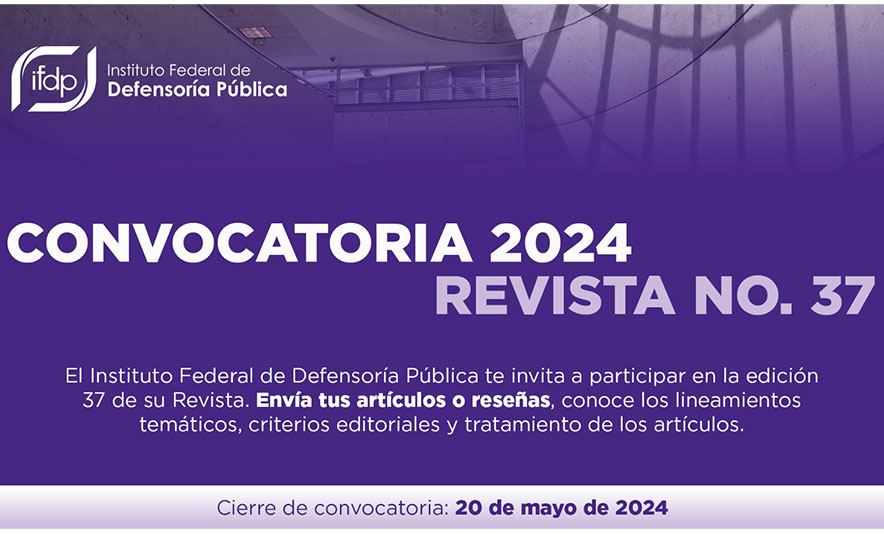 ifdp
Instituto Federal de
Defensoría Pública
CONVOCATORIA 2024
REVISTA NO. 37
El Instituto Federal de Defensoría Pública te invita a participar en la edición
37 de su Revista. Envía tus artículos o reseñas, conoce los lineamientos
temáticos, criterios editoriales y tratamiento de los artículos.
Cierre de convocatoria: 20 de mayo de 2024